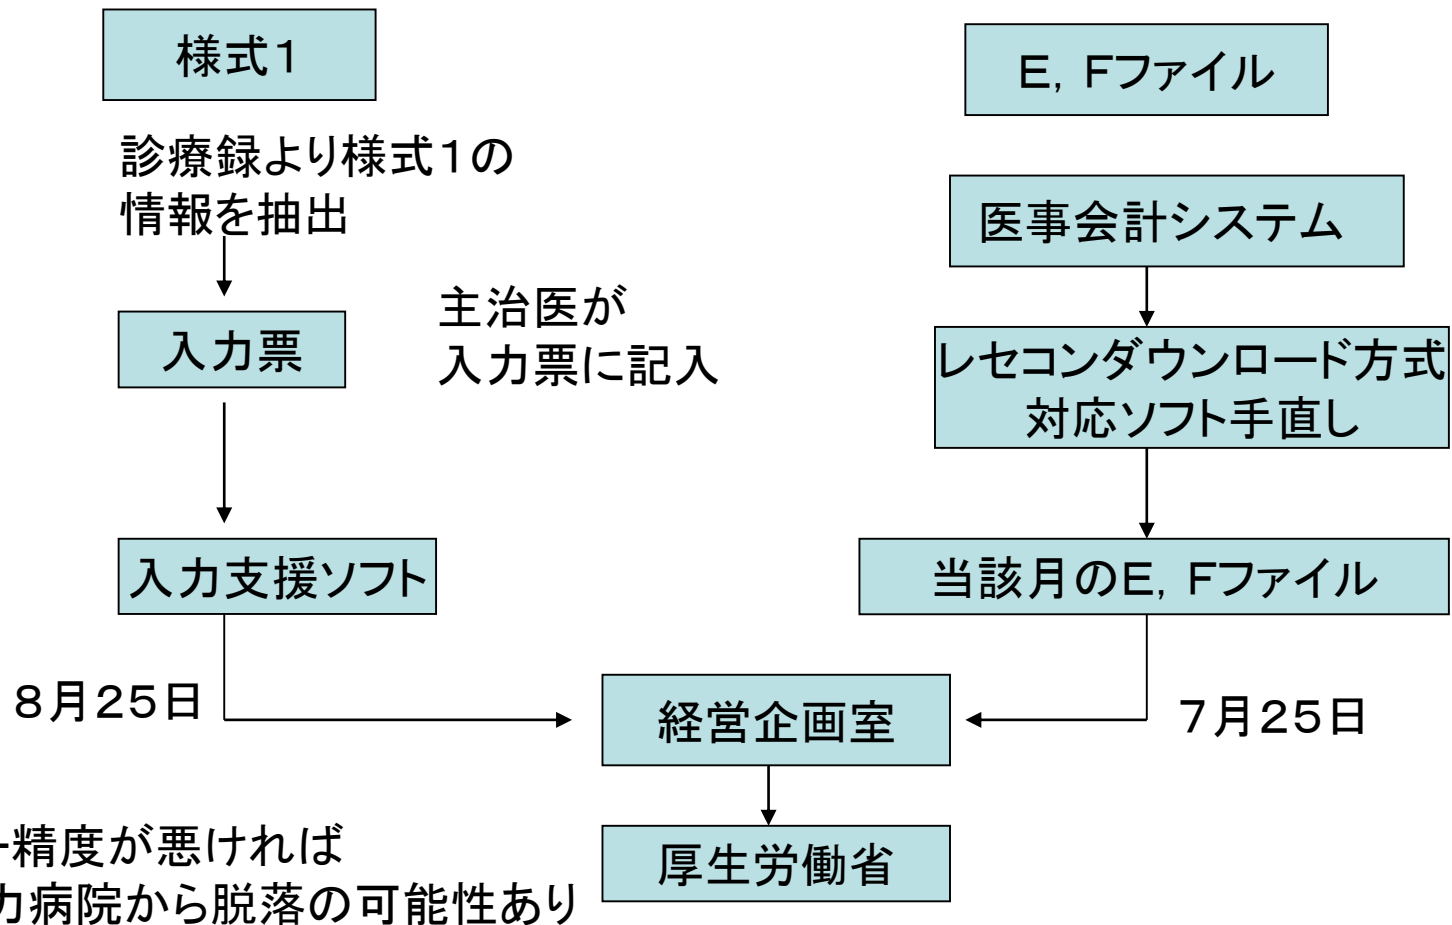 様式１
診療録より様式１の
情報を抽出
入力票
主治医が
入力票に記入
入力支援ソフト
８月２５日
Ｅ，Ｆファイル
医事会計システム
レセコンダウンロード方式
対応ソフト手直し
当該月のＥ，Ｆファイル
７月２５日
経営企画室
厚生労働省
精度が悪ければ
力病院から脱落の可能性あり